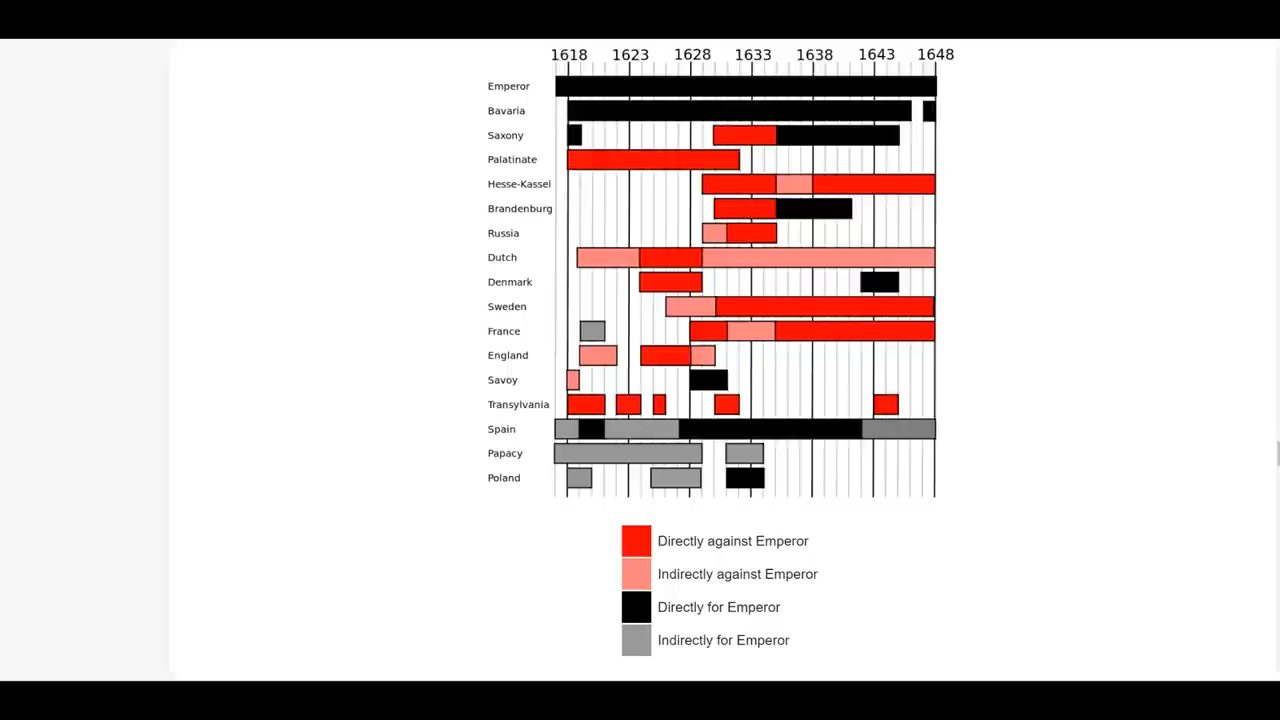 1618 1623 1628 1633 1638 1643 1648
Emperor
Bavaria
Saxony
Palatinate
Hesse-Kassel
Brandenburg
Russia
Dutch
Denmark
Sweden
France
England
Savoy
Transylvania
Spain
Papacy
Poland
Directly against Emperor
Indirectly against Emperor
Directly for Emperor
Indirectly for Emperor